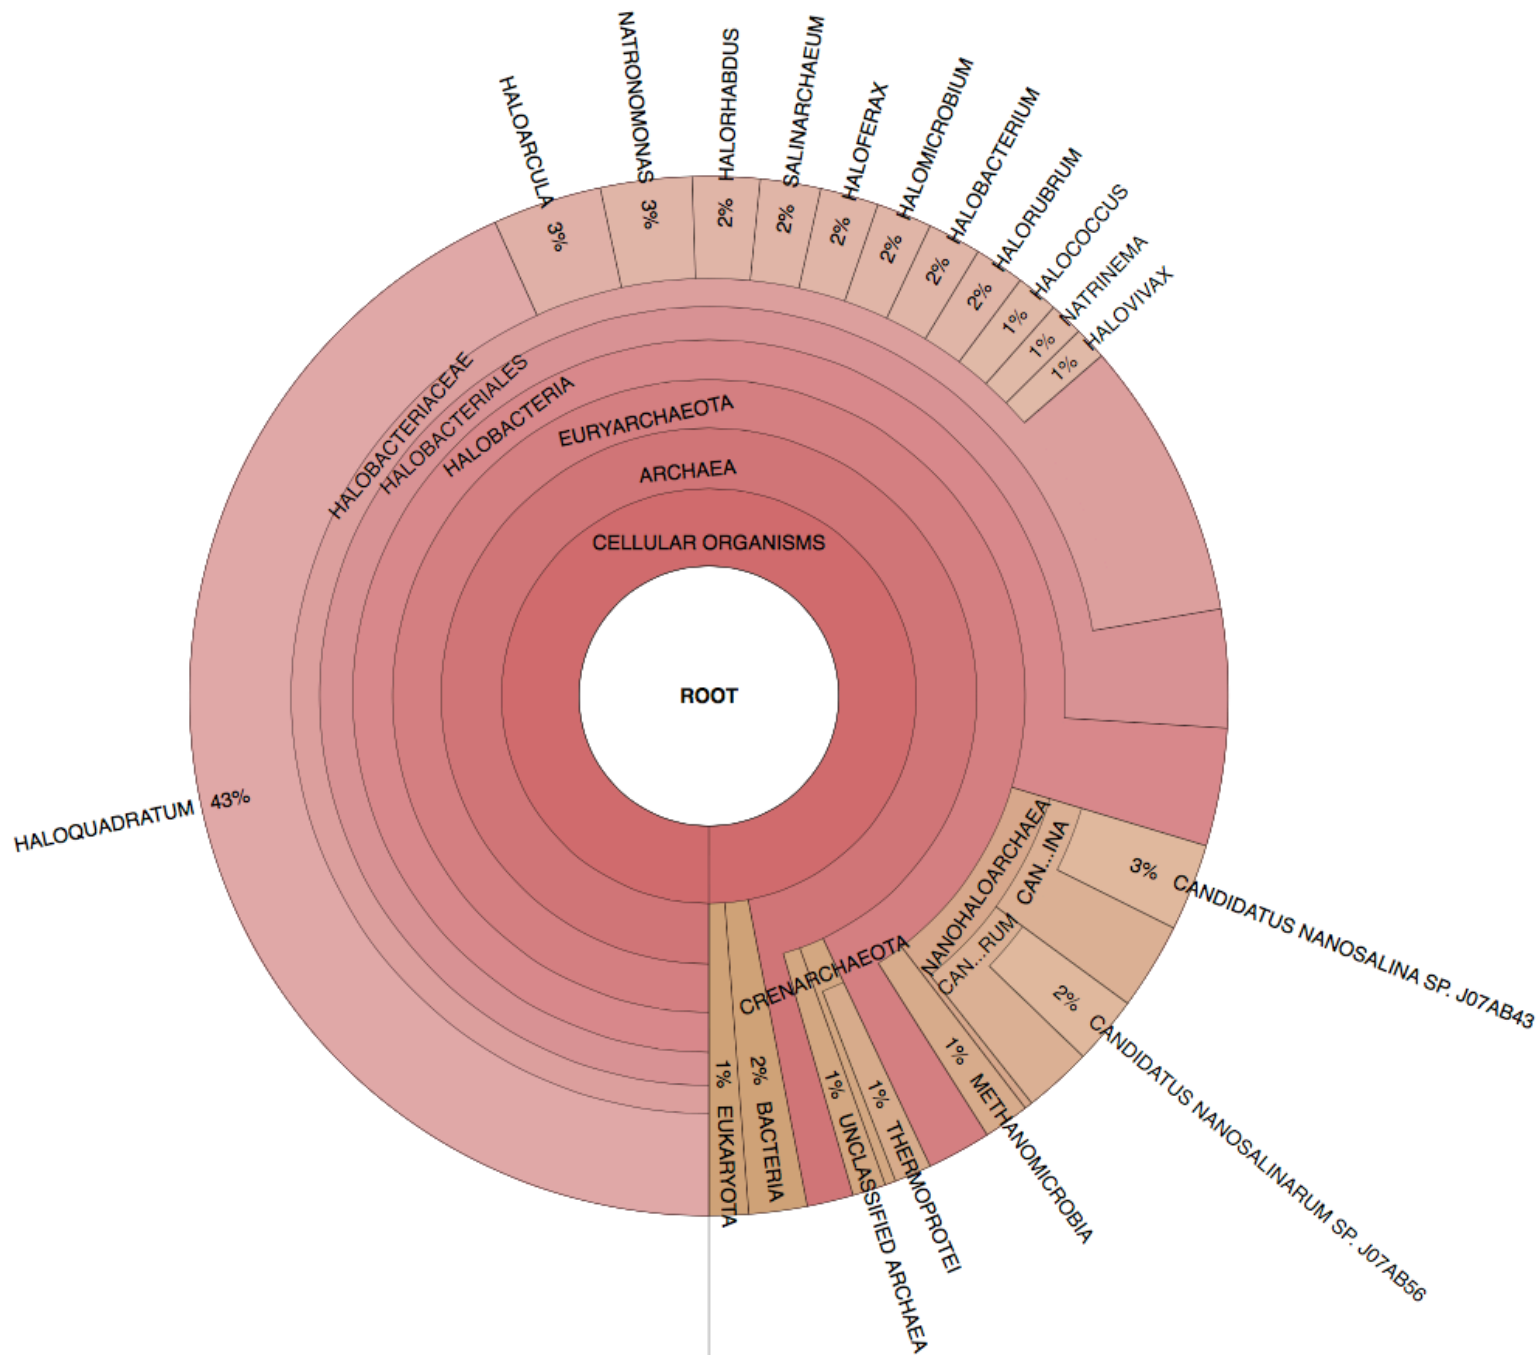 NATRONOMONAS
3%
HALORHABDUS
2%
SALINARCHAEUM
2%
HALOFERAX
2%
HALOMICROBIUM
2%
HALOBACTERIUM
2%
HALORUBRUM
2%
HALOCOCCUS
1%
NATRINEMA
1%
HALOVIVAX
1%
HALOARCULA
3%
HALOBACTERIACEAE
HALOBACTERIALES
HALOBACTERIA
EURYARCHAEOTA
ARCHAEA
CELLULAR ORGANISMS
ROOT
HALOQUADRATUM 43%
NANOHALOARCHAEA
CAN...INA
3% CANDIDATUS NANOSALINA SP. J07AB43
CAN...RUM
2% CANDIDATUS NANOSALINARUM SP. J07AB56
CRENARCHAEOTA
1% METHANOMICROBIA
1% THERMOPROTEI
1% UNCLASSIFIED ARCHAEA
2% BACTERIA
1% EUKARYOTA